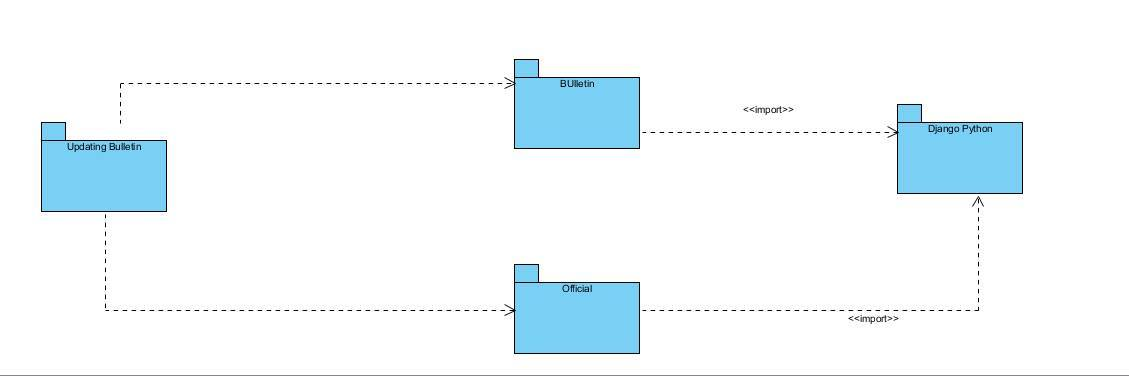 BUlletin
<<import>>
Django Python
Updating Bulletin
Official
<<import>>